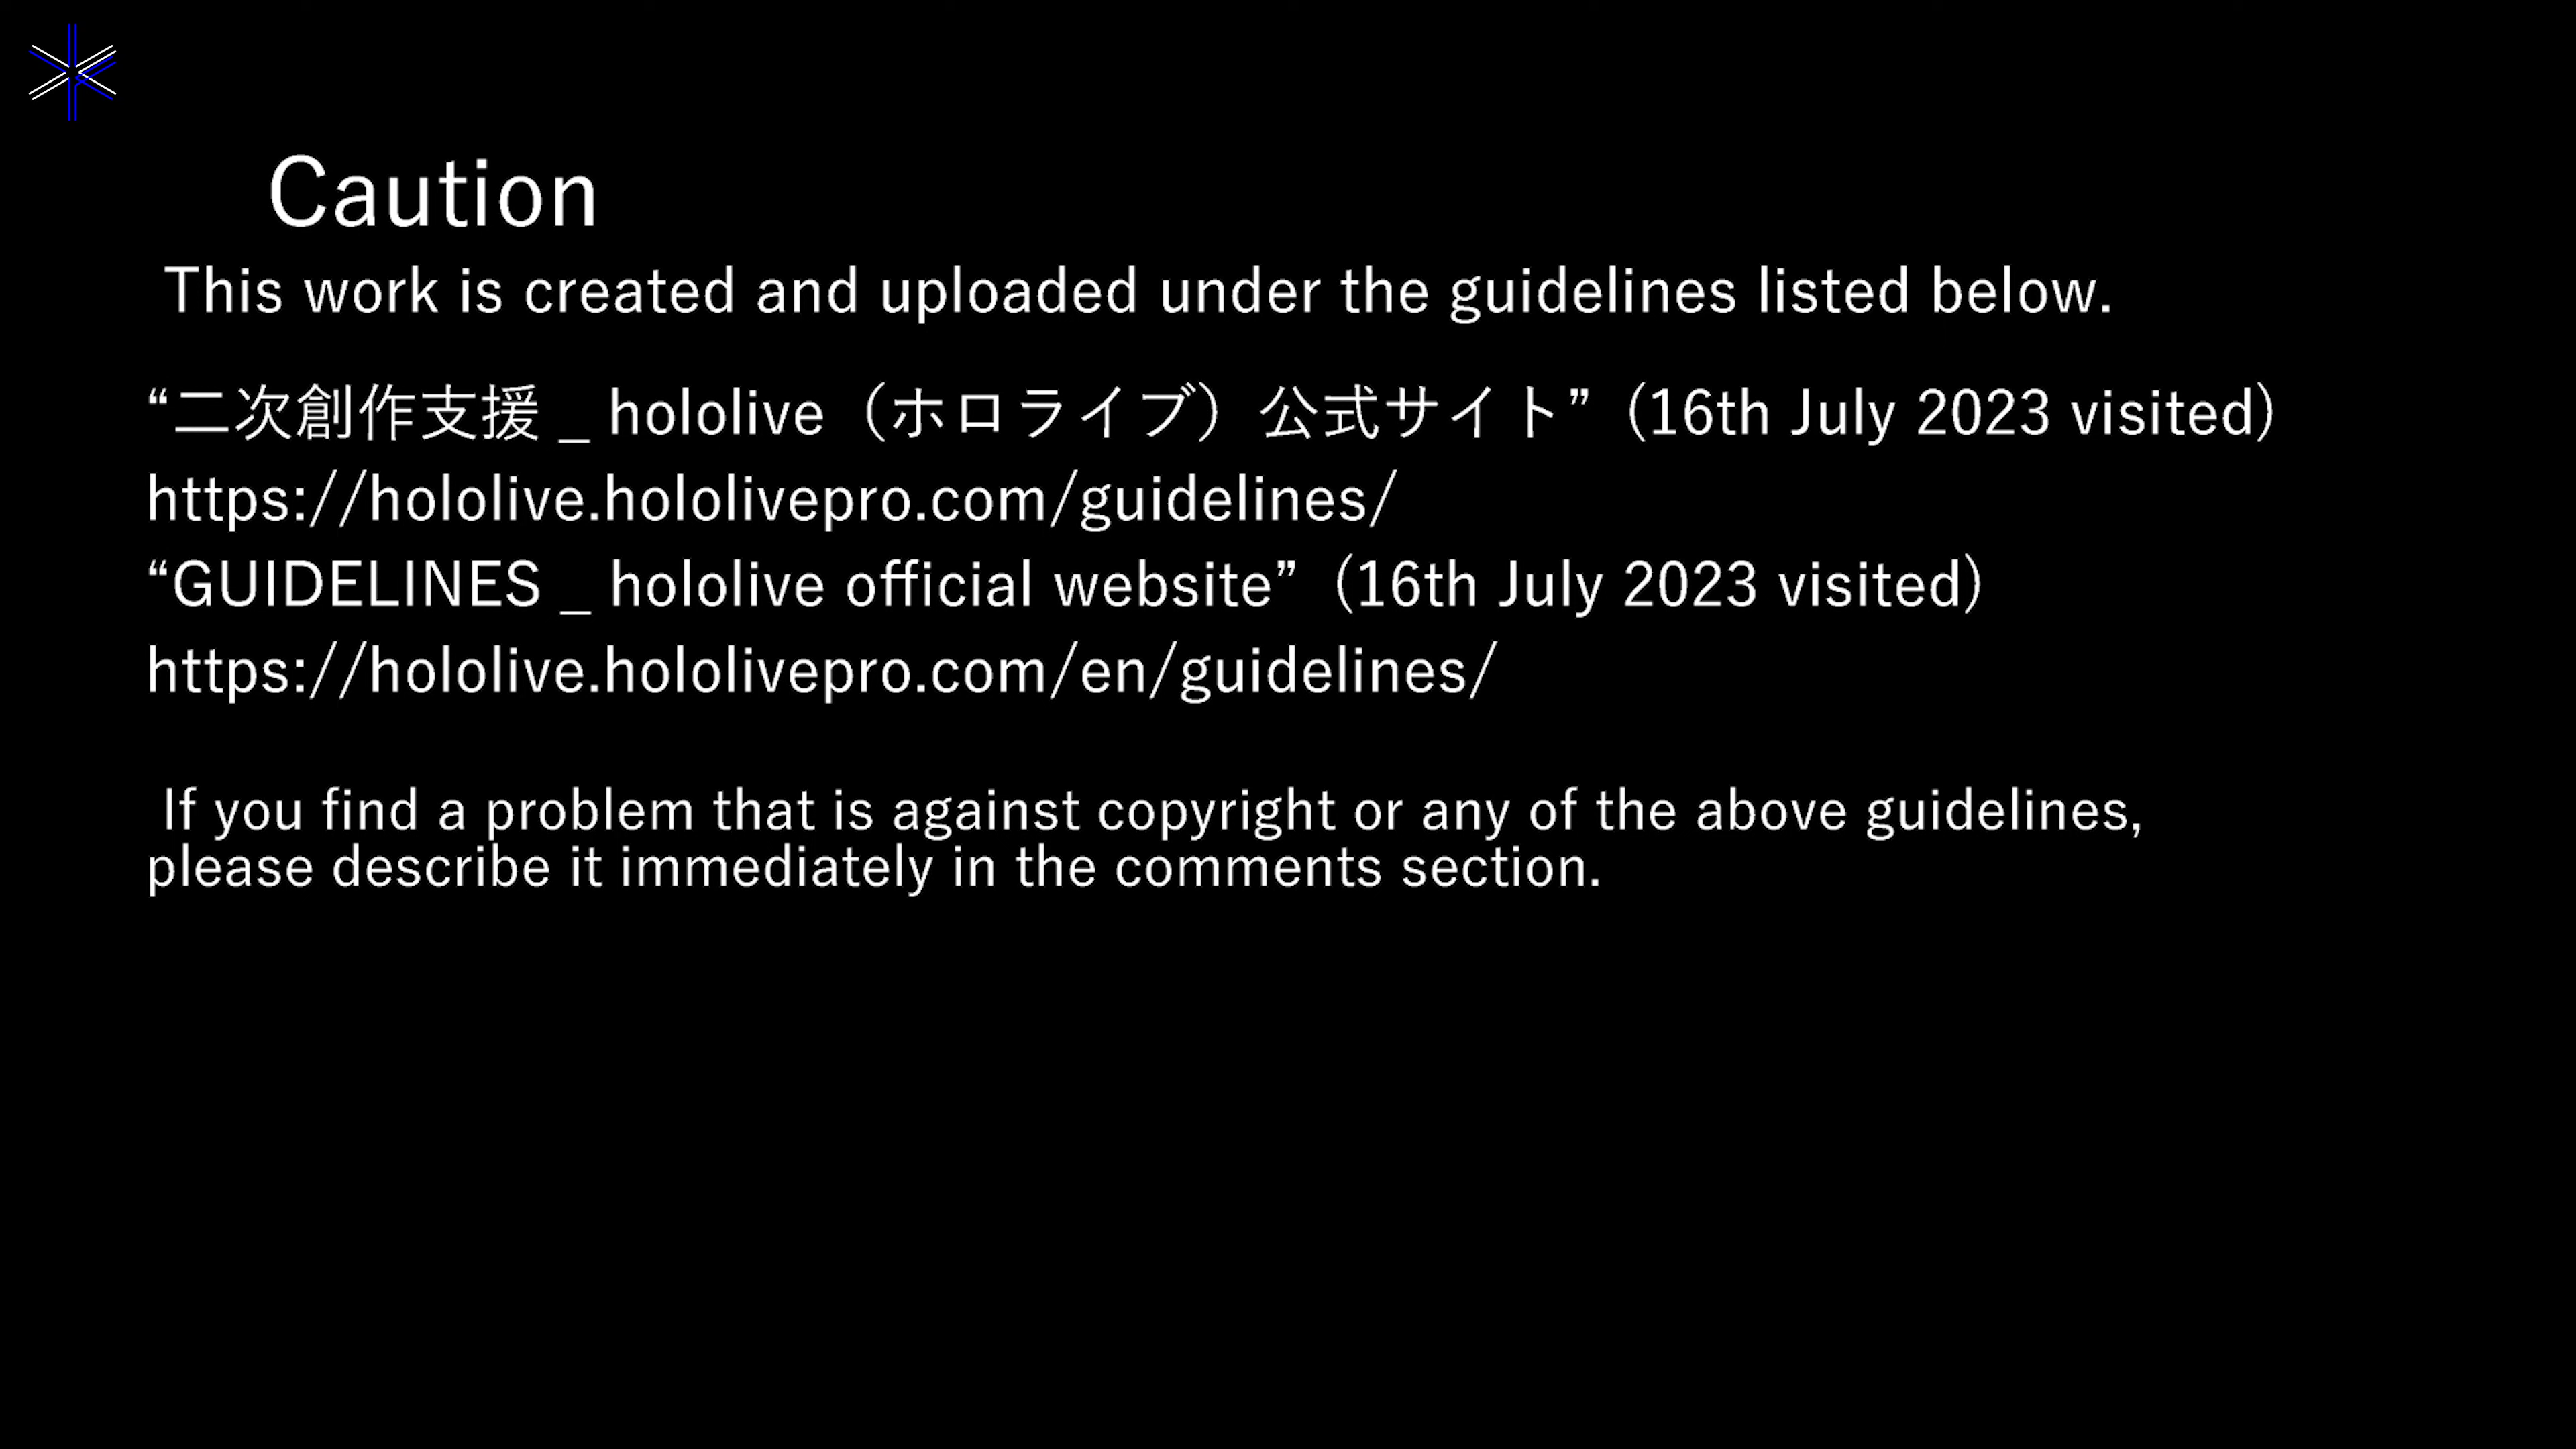 Caution
This work is created and uploaded under the guidelines listed below.
“二次創作支援 _ hololive（ホロライブ）公式サイト” (16th July 2023 visited)
https://hololive.hololivepro.com/guidelines/
“GUIDELINES _ hololive official website” (16th July 2023 visited)
https://hololive.hololivepro.com/en/guidelines/
If you find a problem that is against copyright or any of the above guidelines,
please describe it immediately in the comments section.